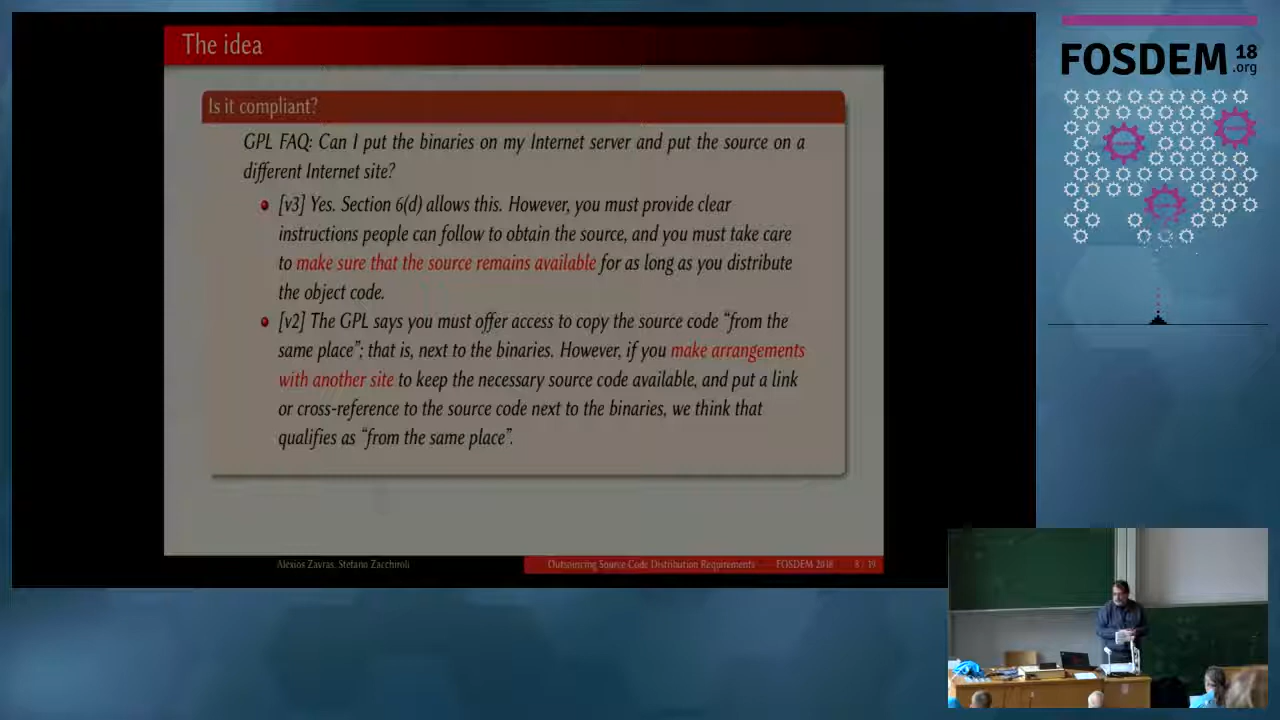 The idea
Is it compliant?
GPL FAQ: Can I put the binaries on my Internet server and put the source on a
different Internet site?
[v3] Yes. Section 6(d) allows this. However, you must provide clear
instructions people can follow to obtain the source, and you must take care
to make sure that the source remains available for as long as you distribute
the object code.
[v2] The GPL says you must offer access to copy the source code “from the
same place”; that is, next to the binaries. However, if you make arrangements
with another site to keep the necessary source code available, and put a link
or cross-reference to the source code next to the binaries, we think that
qualifies as “from the same place”.
Alexios Zavras, Stefano Zacchiroli
Outsourcing Source Code Distribution Requirements
FOSDEM 2018
8 / 19
FOSDEM 18
.org